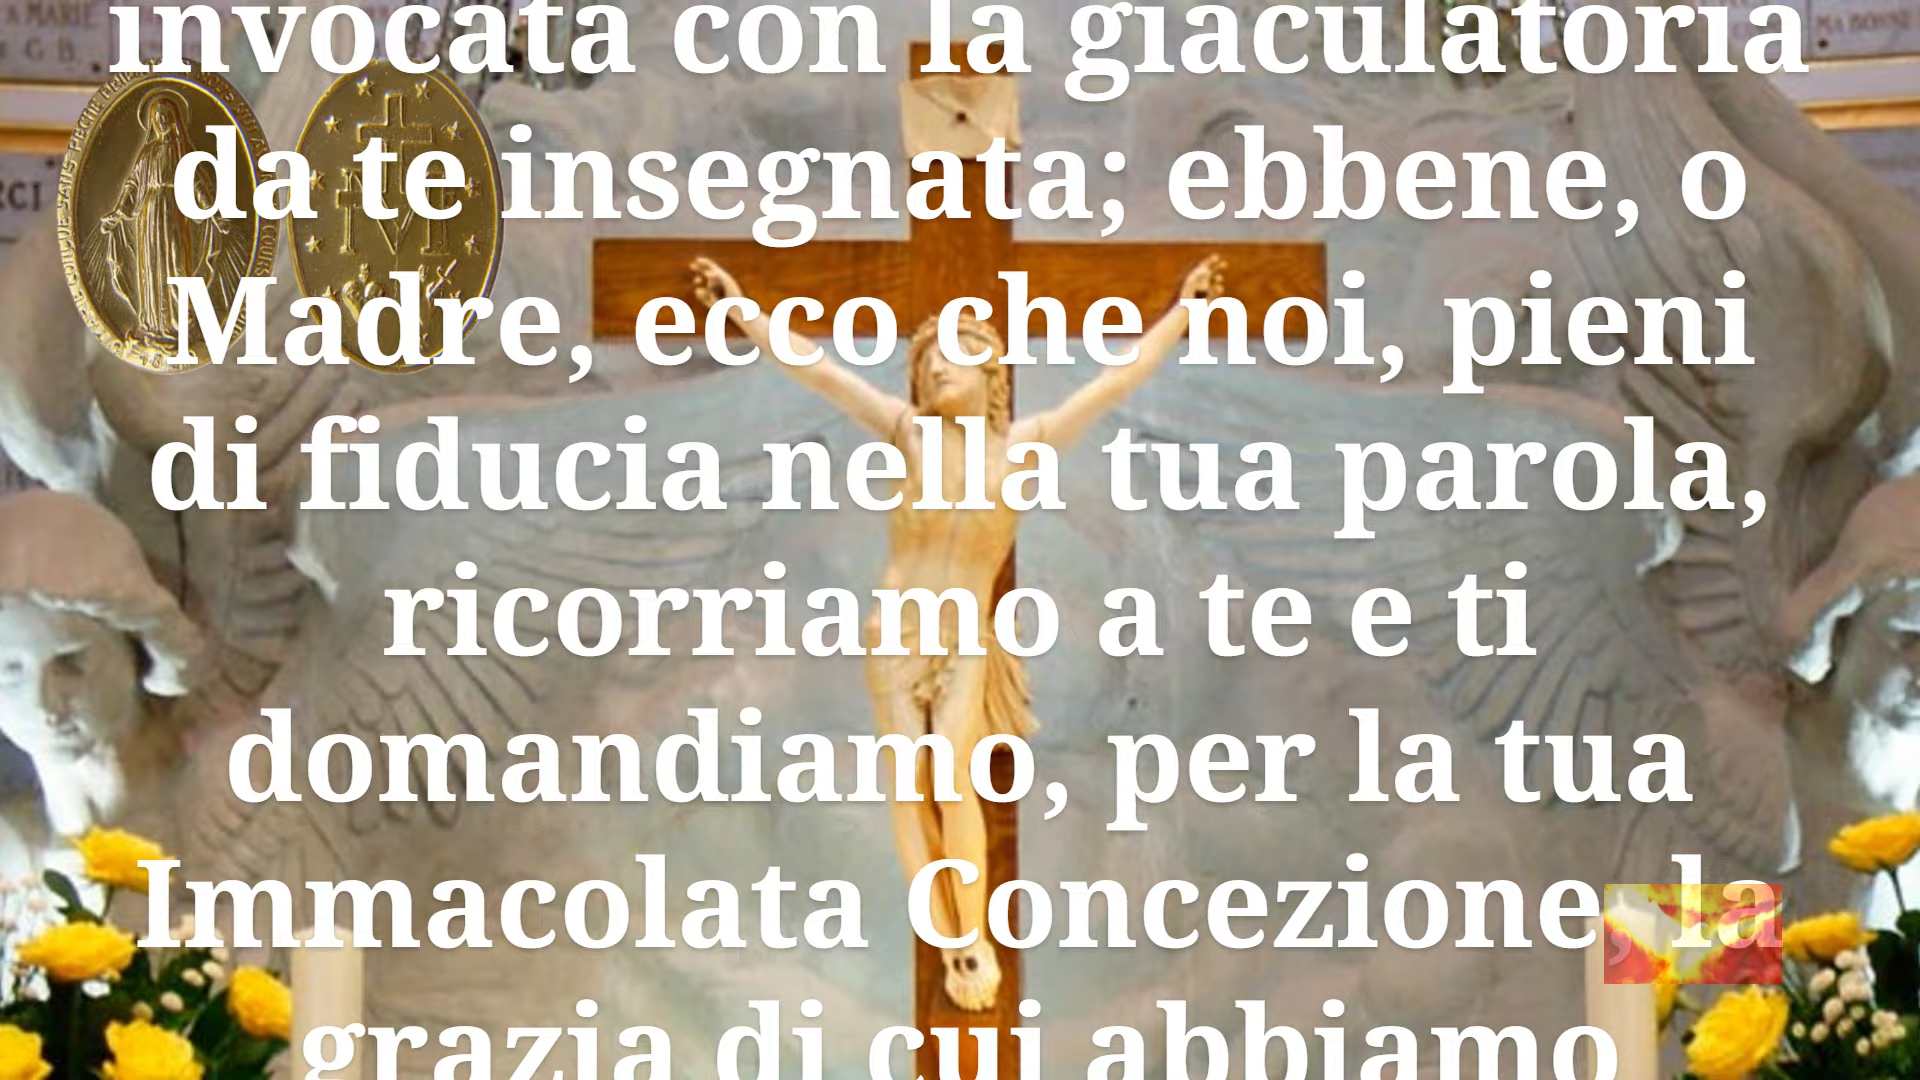 invocata con la giaculatoria
da te insegnata; ebbene, o
Madre, ecco che noi, pieni
di fiducia nella tua parola,
ricorriamo a te e ti
domandiamo, per la tua
Immacolata Concezione, la
grazia di cui abbiamo